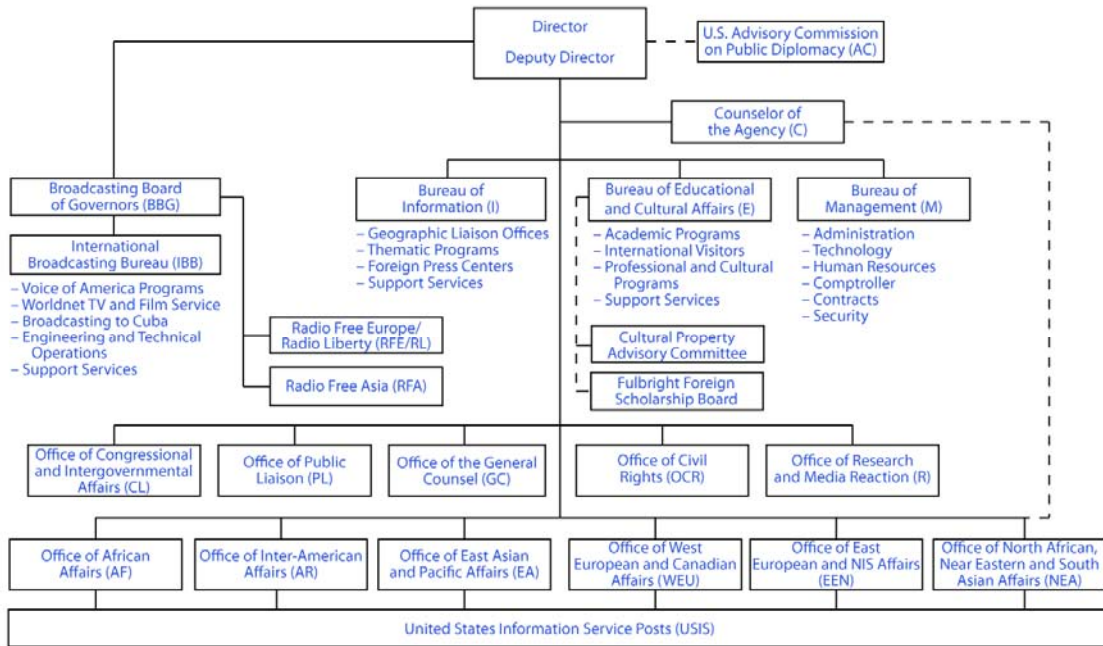 Director
Deputy Director
U.S. Advisory Commission
on Public Diplomacy (AC)
Counselor of
the Agency (C)
Broadcasting Board
of Governors (BBG)
International
Broadcasting Bureau (IBB)
– Voice of America Programs
– Worldnet TV and Film Service
– Broadcasting to Cuba
– Engineering and Technical
Operations
– Support Services
Radio Free Europe/
Radio Liberty (RFE/RL)
Radio Free Asia (RFA)
Bureau of
Information (I)
– Geographic Liaison Offices
– Thematic Programs
– Foreign Press Centers
– Support Services
Bureau of Educational
and Cultural Affairs (E)
– Academic Programs
– International Visitors
– Professional and Cultural
Programs
– Support Services
Cultural Property
Advisory Committee
Fulbright Foreign
Scholarship Board
Bureau of
Management (M)
– Administration
– Technology
– Human Resources
– Comptroller
– Contracts
– Security
Office of Congressional
and Intergovernmental
Affairs (CL)
Office of Public
Liaison (PL)
Office of the General
Counsel (GC)
Office of Civil
Rights (OCR)
Office of Research
and Media Reaction (R)
Office of African
Affairs (AF)
Office of Inter-American
Affairs (AR)
Office of East Asian
and Pacific Affairs (EA)
Office of West
European and Canadian
Affairs (WEU)
Office of East
European and NIS Affairs
(EEN)
Office of North African,
Near Eastern and South
Asian Affairs (NEA)
United States Information Service Posts (USIS)